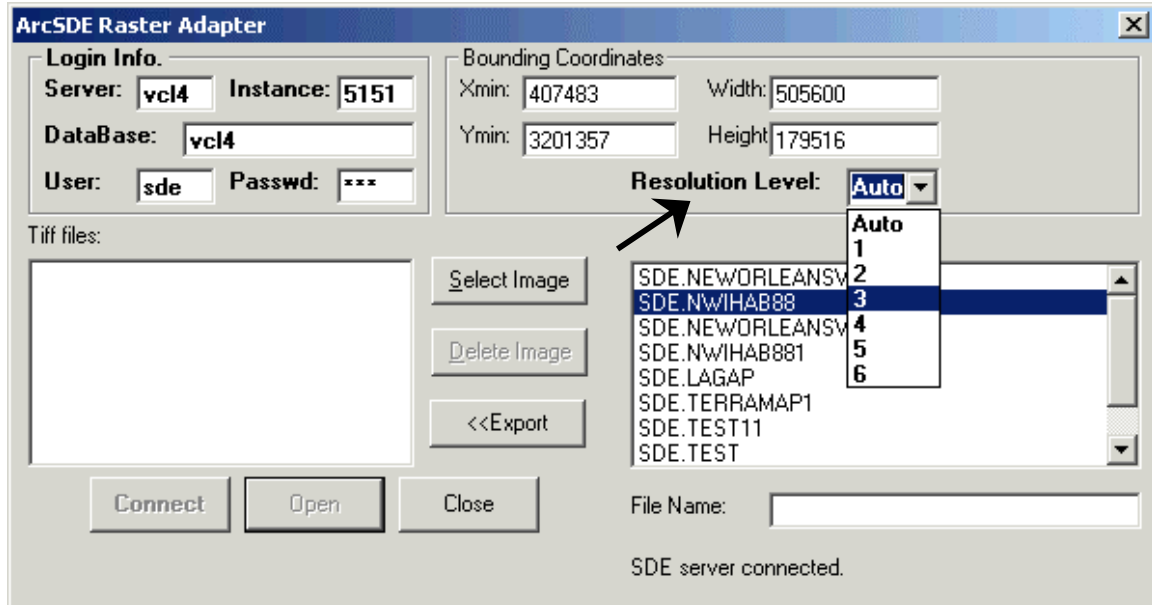 ArcSDE Raster Adapter
Login Info.
Server: vcl4 Instance: 5151
DataBase: vcl4
User: sde Passwd: ***
Bounding Coordinates
Xmin: 407483 Width: 505600
Ymin: 3201357 Height 179516
Resolution Level: Auto
Auto
1
2
3
4
5
6
Tiff files:
Select Image
Delete Image
<<Export
SDE.NEWORLEANSV
SDE.NWIHAB88
SDE.NEWORLEANSV
SDE.NWIHAB881
SDE.LAGAP
SDE.TERRAMAP1
SDE.TEST11
SDE.TEST
Connect Open Close
File Name:
SDE server connected.